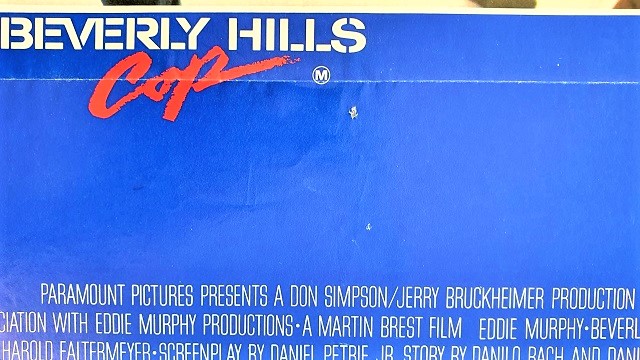 BEVERLY HILLS
Cop
M
PARAMOUNT PICTURES PRESENTS A DON SIMPSON/JERRY BRUCKHEIMER PRODUCTION
CIATION WITH EDDIE MURPHY PRODUCTIONS·A MARTIN BREST FILM EDDIE MURPHY·BEVERL
HAROLD FALTERMEYER·SCREENPLAY BY DANIEL PETRIE, JR. STORY BY DANILO BACH AND DA